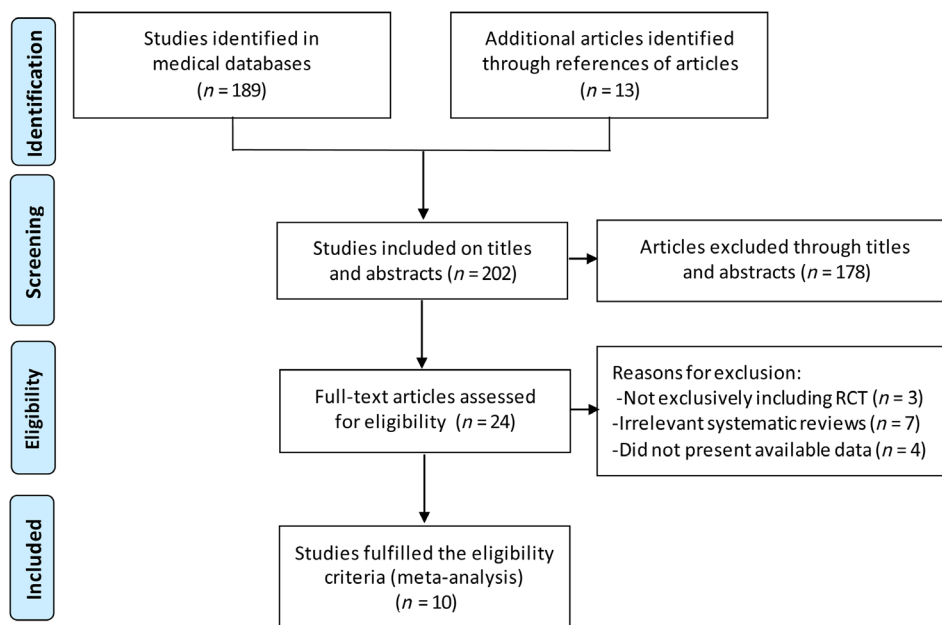 Identification
Studies identified in
medical databases
(n = 189)
Additional articles identified
through references of articles
(n = 13)
Screening
Studies included on titles
and abstracts (n = 202)
Articles excluded through titles
and abstracts (n = 178)
Eligibility
Full-text articles assessed
for eligibility (n = 24)
Reasons for exclusion:
-Not exclusively including RCT (n = 3)
-Irrelevant systematic reviews (n = 7)
-Did not present available data (n = 4)
Included
Studies fulfilled the eligibility
criteria (meta-analysis)
(n = 10)